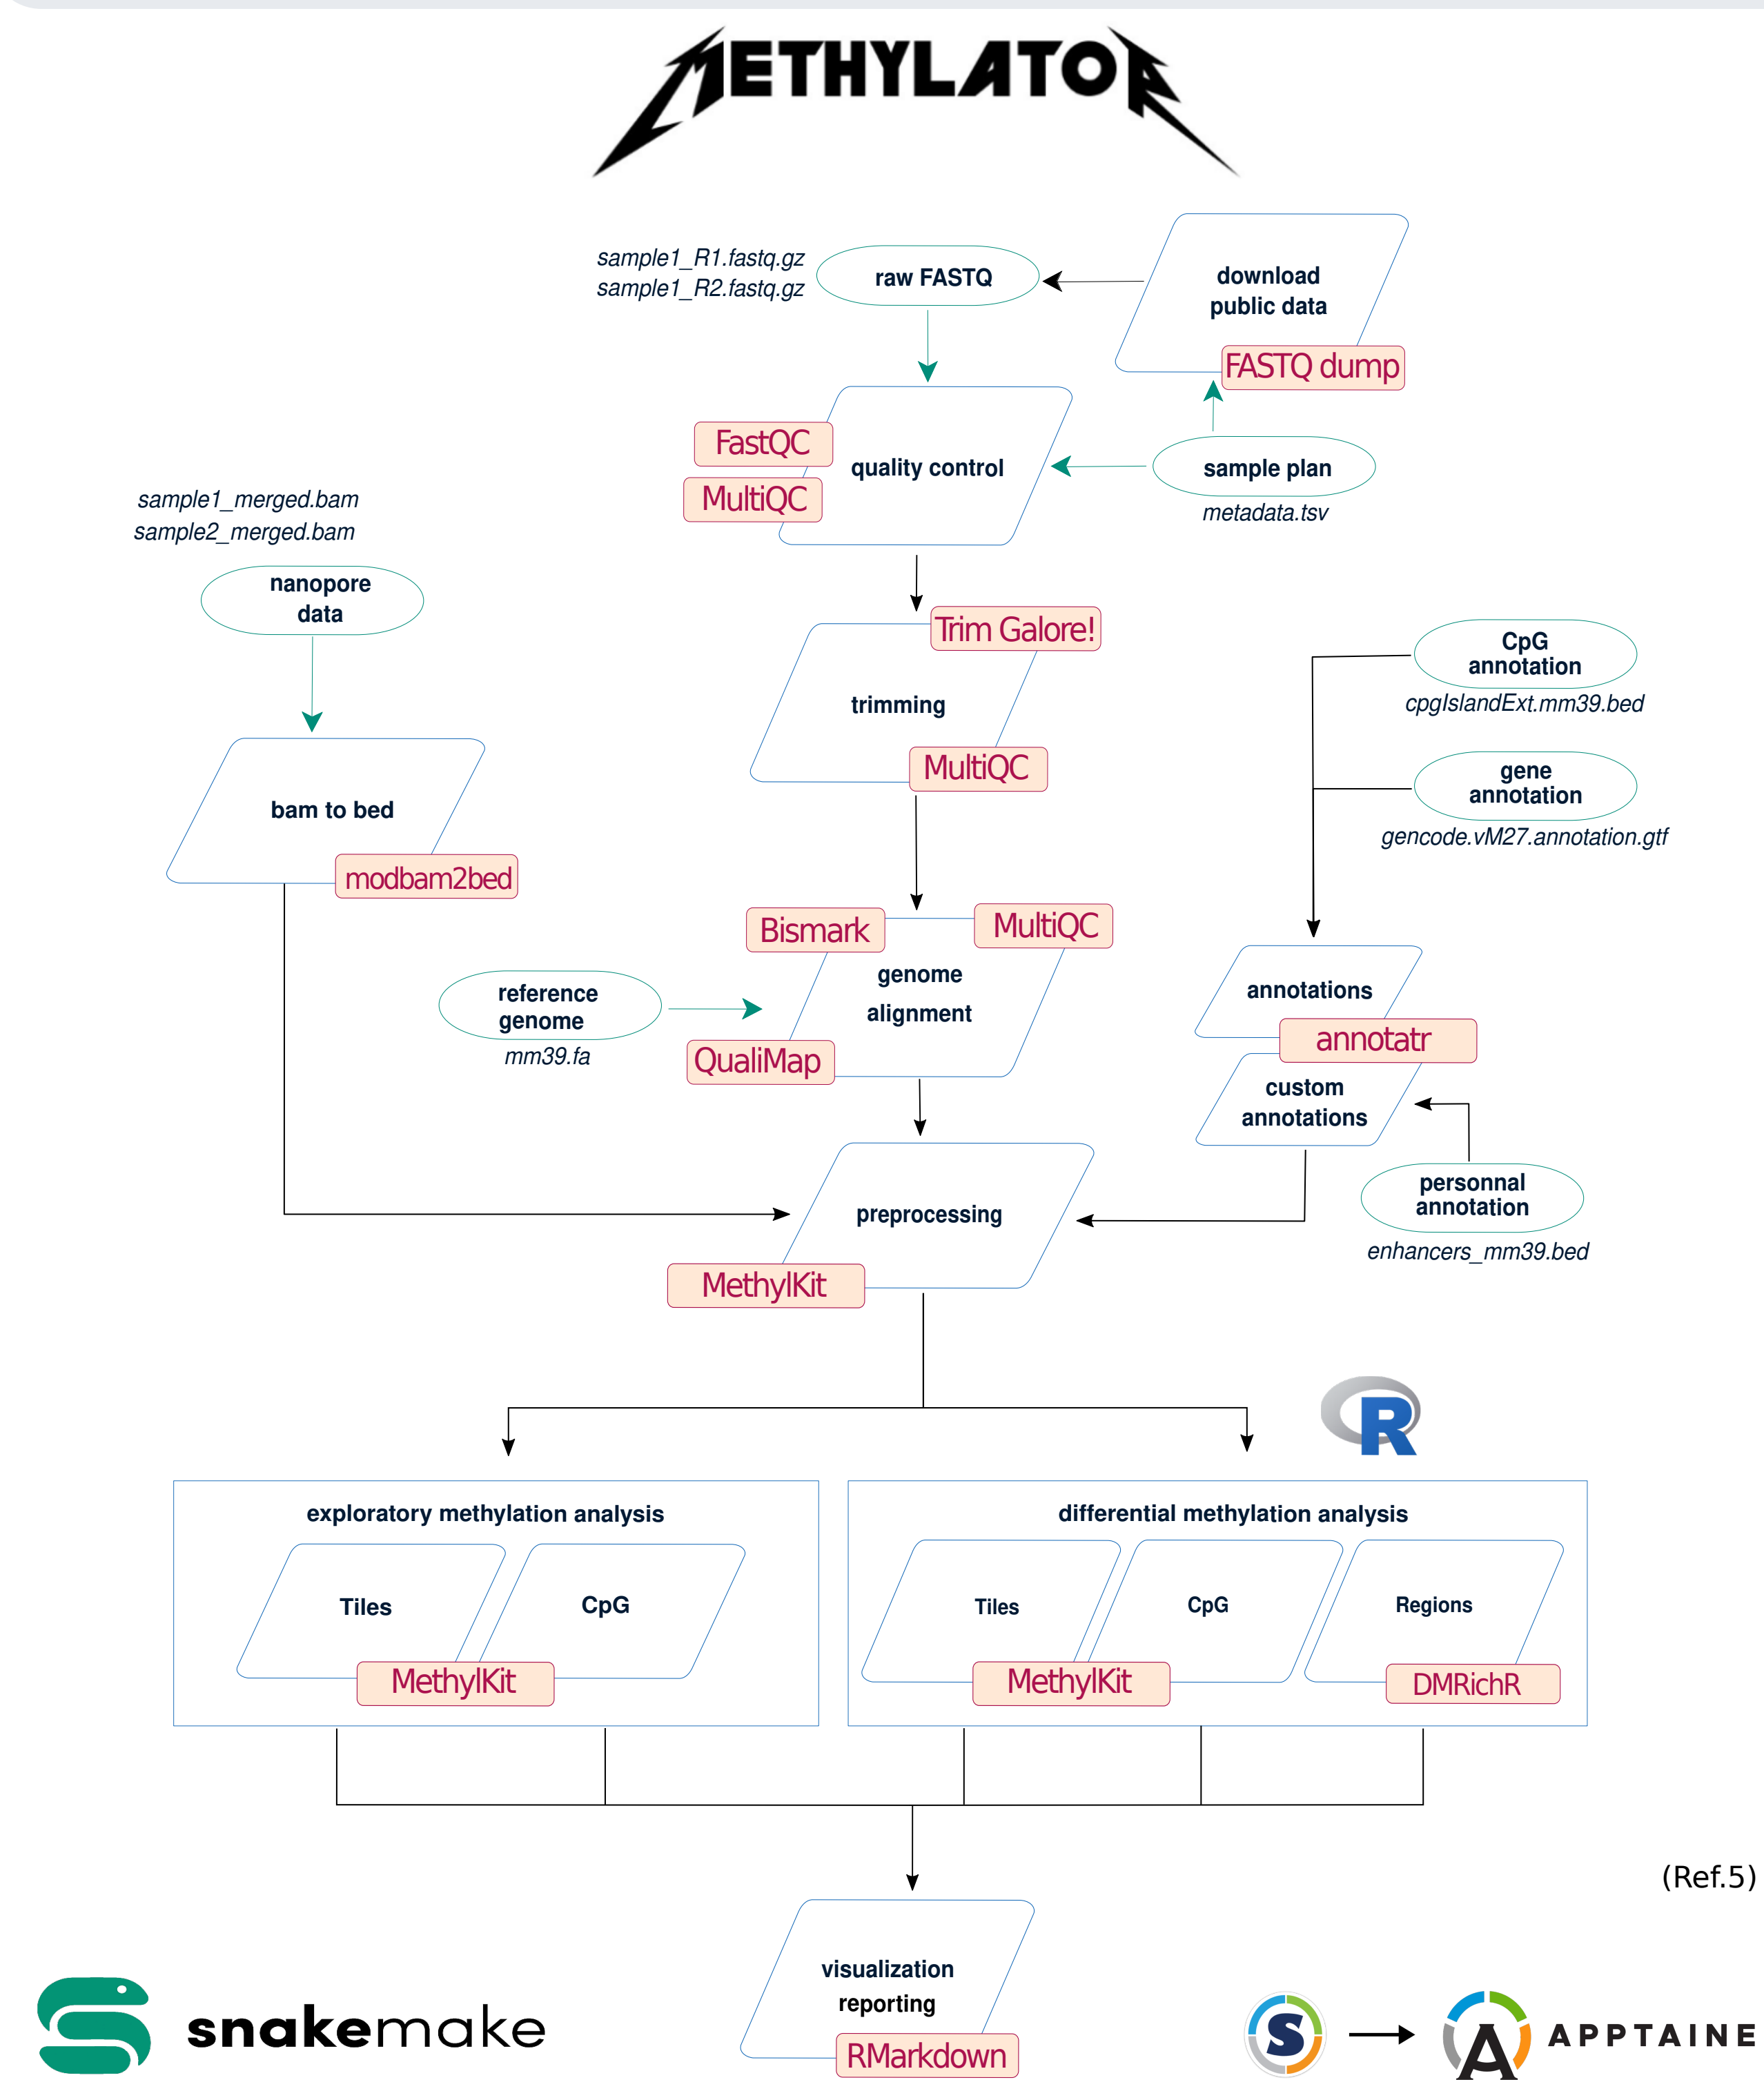 METHYLATOR
sample1_R1.fastq.gz
sample1_R2.fastq.gz
raw FASTQ
download
public data
FASTQ dump
FastQC
MultiQC
quality control
sample plan
metadata.tsv
sample1_merged.bam
sample2_merged.bam
nanopore
data
Trim Galore!
trimming
MultiQC
CpG
annotation
cpgIslandExt.mm39.bed
gene
annotation
gencode.vM27.annotation.gtf
bam to bed
modbam2bed
Bismark
MultiQC
genome
alignment
QualiMap
reference
genome
mm39.fa
annotations
annotatr
custom
annotations
personnal
annotation
enhancers_mm39.bed
preprocessing
MethylKit
R
exploratory methylation analysis
Tiles
CpG
MethylKit
differential methylation analysis
Tiles
CpG
Regions
MethylKit
DMRichR
(Ref.5)
visualization
reporting
RMarkdown
snakemake
S
A
APPTAINE